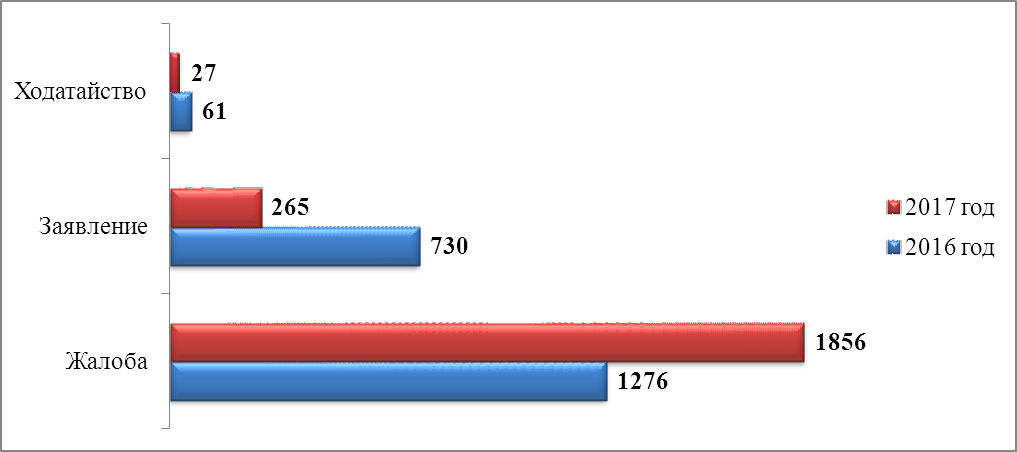 Ходатайство
27
61
Заявление
265
730
Жалоба
1856
1276
2017 год
2016 год